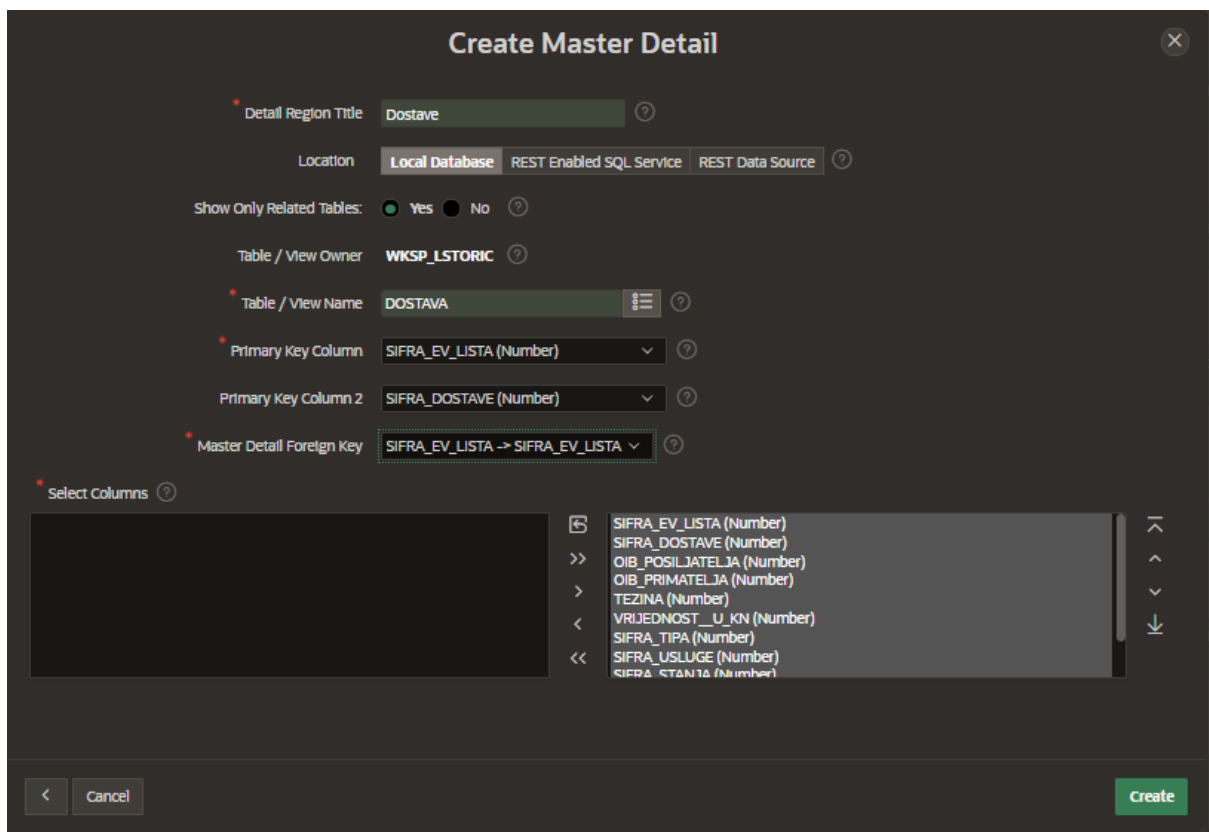 Create Master Detail
* Detail Region Title Dostave
Location Local Database REST Enabled SQL Service REST Data Source
Show Only Related Tables: Yes No
Table / View Owner WKSP_LSTORIC
* Table / View Name DOSTAVA
* Primary Key Column SIFRA_EV_LISTA (Number)
Primary Key Column 2 SIFRA_DOSTAVE (Number)
* Master Detail Foreign Key SIFRA_EV_LISTA -> SIFRA_EV_LISTA
* Select Columns
SIFRA_EV_LISTA (Number)
SIFRA_DOSTAVE (Number)
OIB_POSILJATELJA (Number)
OIB_PRIMATELJA (Number)
TEZINA (Number)
VRIJEDNOST__U_KN (Number)
SIFRA_TIPA (Number)
SIFRA_USLUGE (Number)
SIFRA_STANJA (Number)
Cancel Create